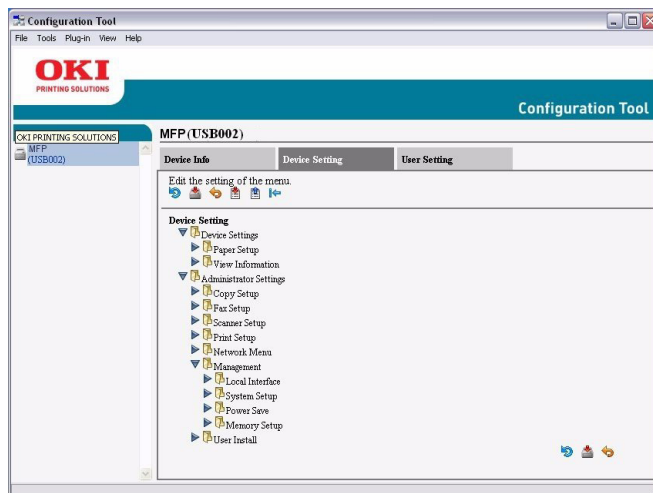 Configuration Tool
File Tools Plug-in View Help
OKI
PRINTING SOLUTIONS
Configuration Tool
OKI PRINTING SOLUTIONS
MFP
(USB002)
MFP(USB002)
Device Info Device Setting User Setting
Edit the setting of the menu.
Device Setting
Device Settings
Paper Setup
View Information
Administrator Settings
Copy Setup
Fax Setup
Scanner Setup
Print Setup
Network Menu
Management
Local Interface
System Setup
Power Save
Memory Setup
User Install